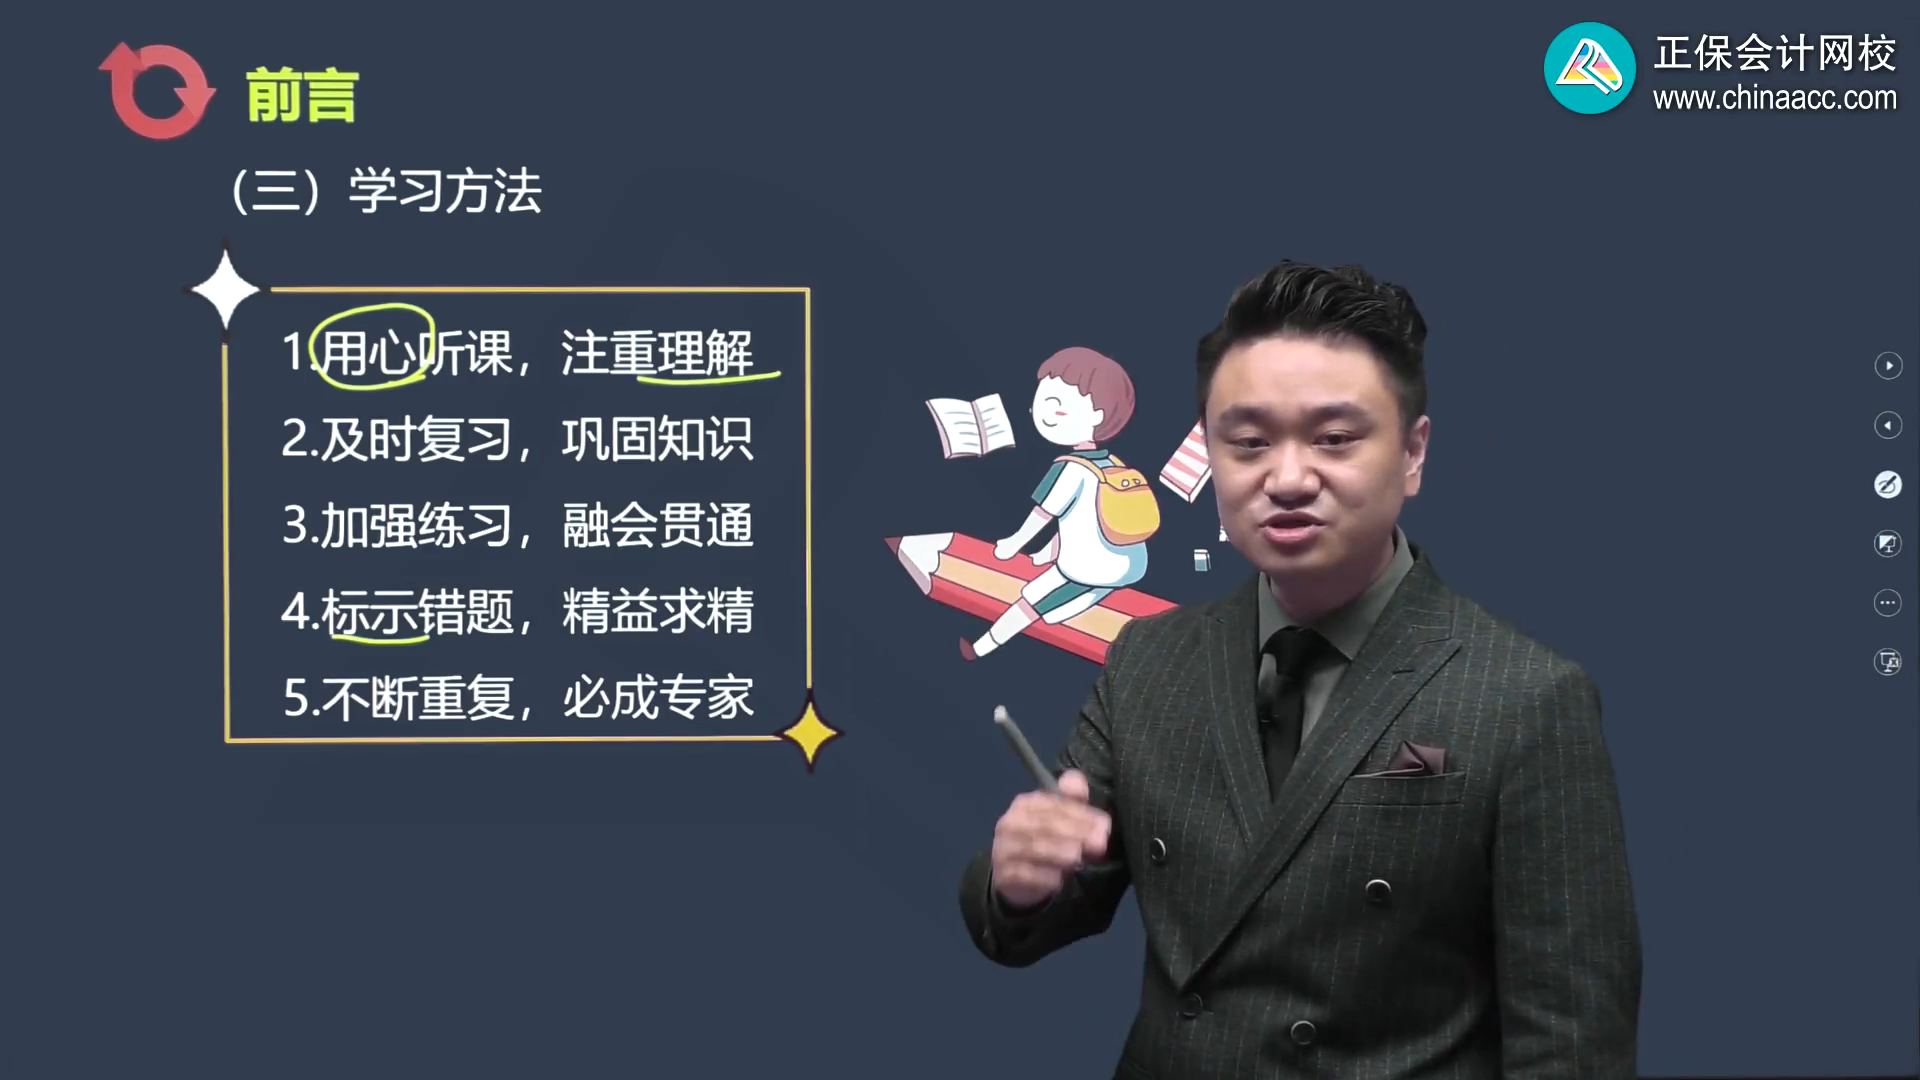 正保会计网校
www.chinaacc.com
前言
（三）学习方法
1.用心听课，注重理解
2.及时复习，巩固知识
3.加强练习，融会贯通
4.标示错题，精益求精
5.不断重复，必成专家